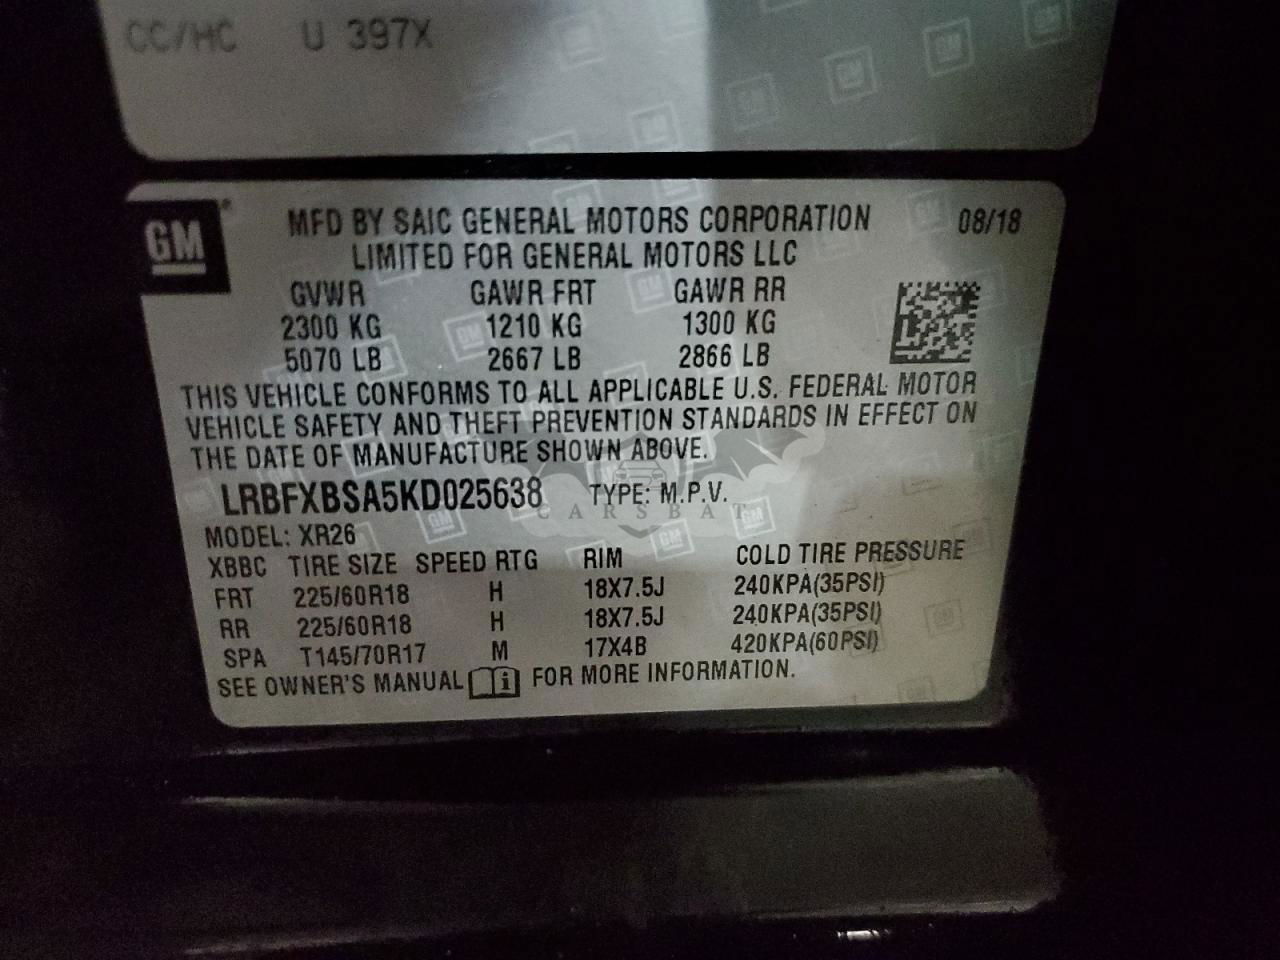 CC/HC U 397X
GM® MFD BY SAIC GENERAL MOTORS CORPORATION 08/18
LIMITED FOR GENERAL MOTORS LLC
GVWR GAWR FRT GAWR RR
2300 KG 1210 KG 1300 KG
5070 LB 2667 LB 2866 LB
THIS VEHICLE CONFORMS TO ALL APPLICABLE U.S. FEDERAL MOTOR
VEHICLE SAFETY AND THEFT PREVENTION STANDARDS IN EFFECT ON
THE DATE OF MANUFACTURE SHOWN ABOVE.
LRBFXBSA5KD025638 TYPE: M.P.V.
CARSBAT
MODEL: XR26
XBBC TIRE SIZE SPEED RTG RIM COLD TIRE PRESSURE
FRT 225/60R18 H 18X7.5J 240KPA(35PSI)
RR 225/60R18 H 18X7.5J 240KPA(35PSI)
SPA T145/70R17 M 17X4B 420KPA(60PSI)
SEE OWNER'S MANUAL i FOR MORE INFORMATION.